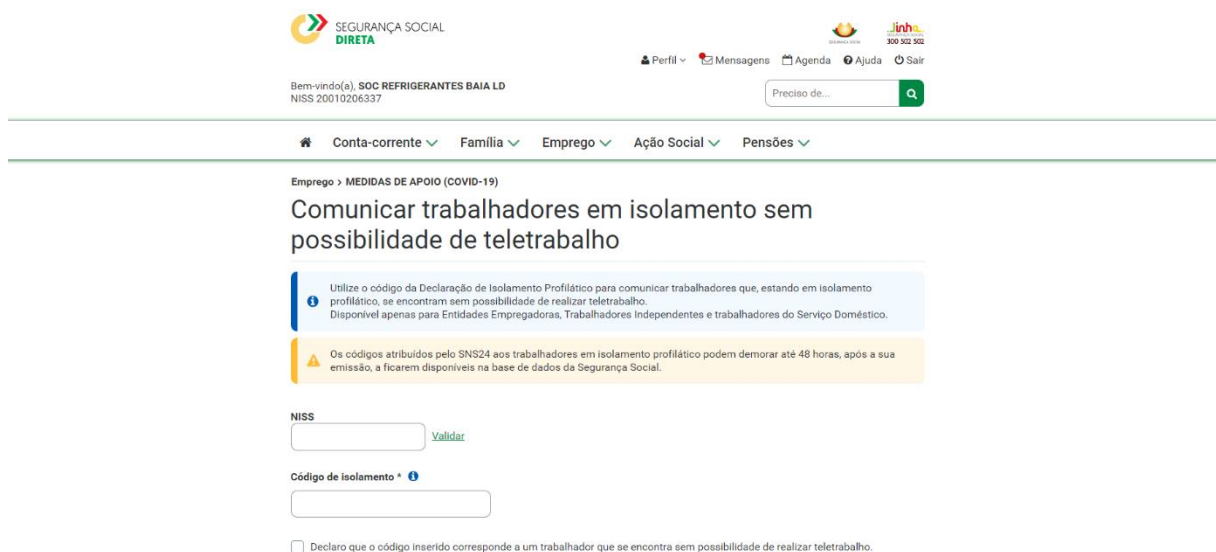 SEGURANÇA SOCIAL
DIRETA
SEGURANÇA SOCIAL
Linha
300 502 502
Perfil
Mensagens
Agenda
Ajuda
Sair
Bem-vindo(a), SOC REFRIGERANTES BAIA LD
NISS 20010206337
Preciso de...
Conta-corrente
Família
Emprego
Ação Social
Pensões
Emprego > MEDIDAS DE APOIO (COVID-19)
Comunicar trabalhadores em isolamento sem
possibilidade de teletrabalho
Utilize o código da Declaração de Isolamento Profilático para comunicar trabalhadores que, estando em isolamento
profilático, se encontram sem possibilidade de realizar teletrabalho.
Disponível apenas para Entidades Empregadoras, Trabalhadores Independentes e trabalhadores do Serviço Doméstico.
Os códigos atribuídos pelo SNS24 aos trabalhadores em isolamento profilático podem demorar até 48 horas, após a sua
emissão, a ficarem disponíveis na base de dados da Segurança Social.
NISS
Validar
Código de isolamento *
Declaro que o código inserido corresponde a um trabalhador que se encontra sem possibilidade de realizar teletrabalho.